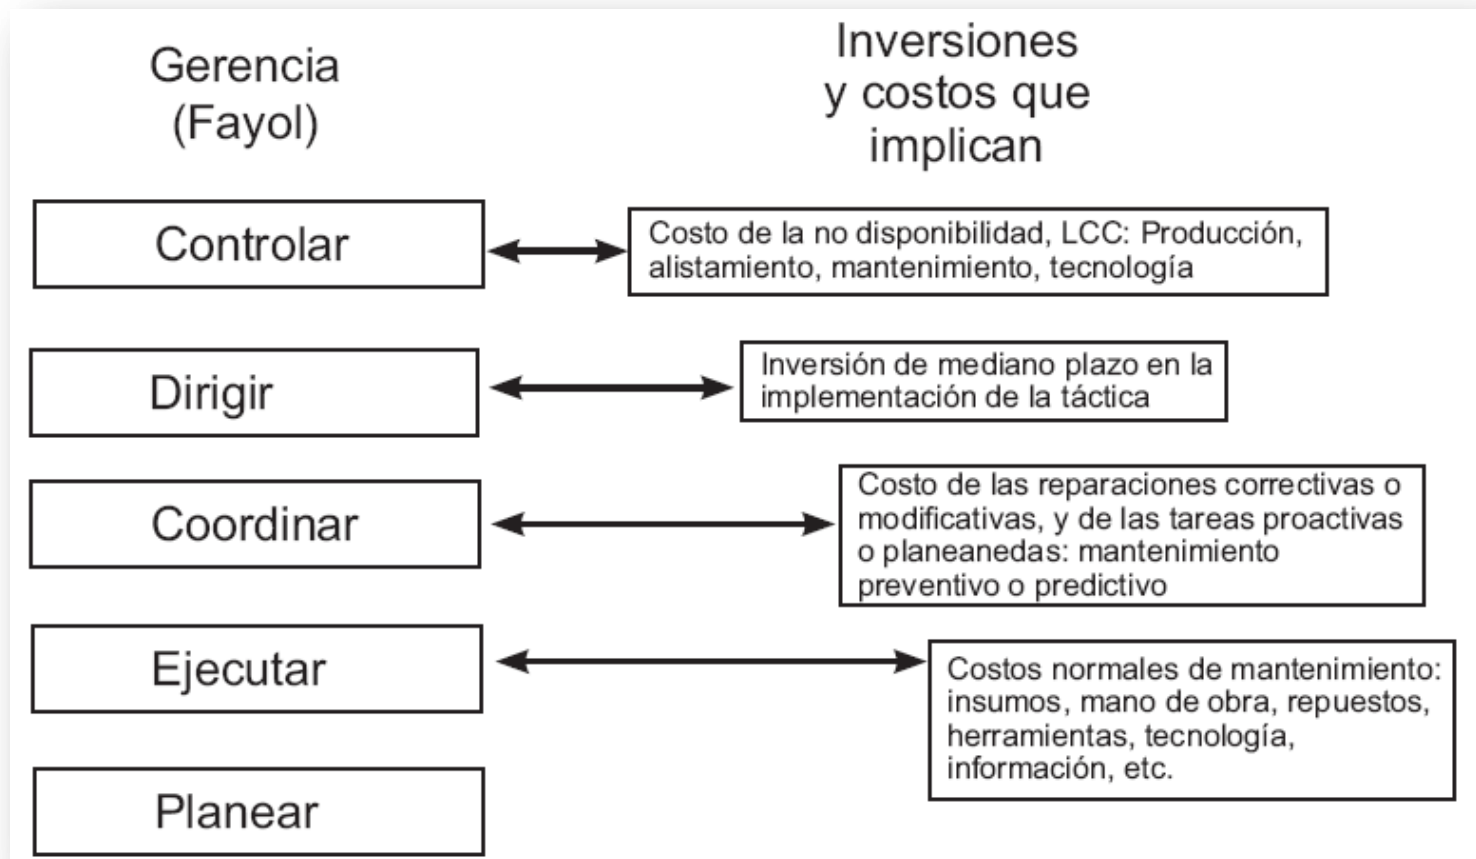 Gerencia
(Fayol)
Inversiones
y costos que
implican
Controlar
Costo de la no disponibilidad, LCC: Producción,
alistamiento, mantenimiento, tecnología
Dirigir
Inversión de mediano plazo en la
implementación de la táctica
Coordinar
Costo de las reparaciones correctivas o
modificativas, y de las tareas proactivas
o planeanedas: mantenimiento
preventivo o predictivo
Ejecutar
Costos normales de mantenimiento:
insumos, mano de obra, repuestos,
herramientas, tecnología,
información, etc.
Planear